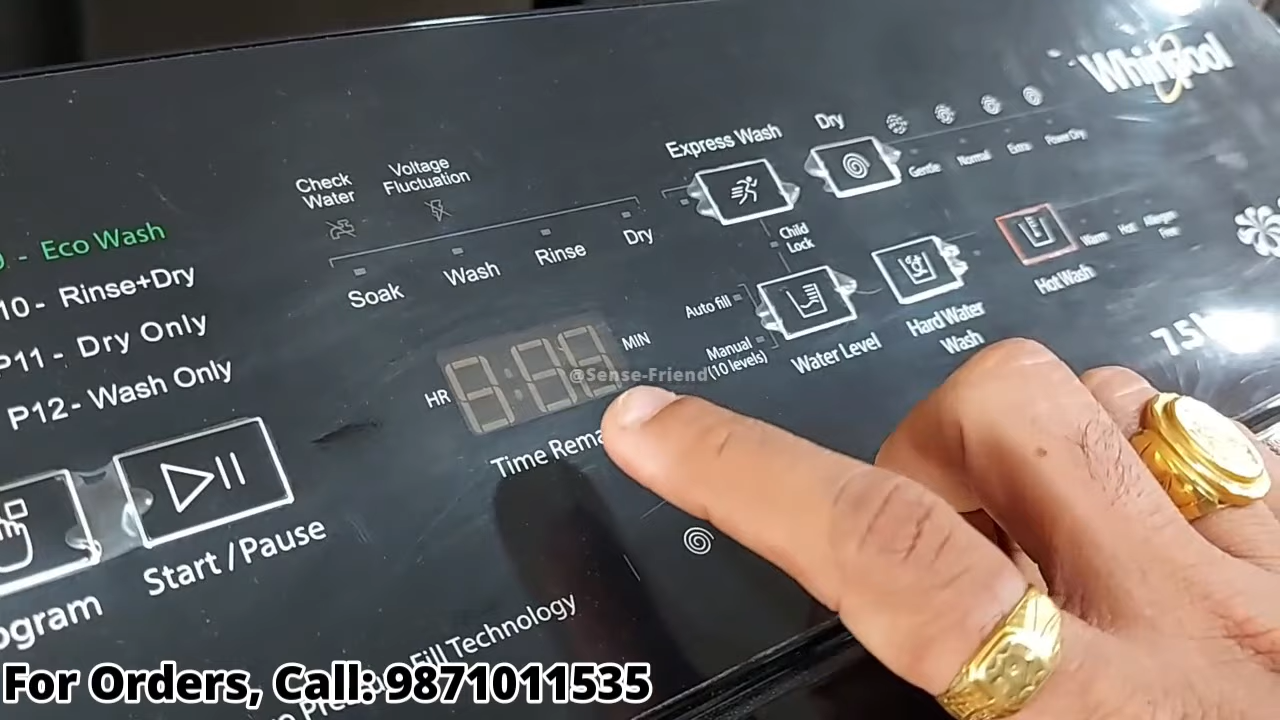 Whirlpool
Express Wash
Dry
Gentle
Normal
Extra
Power Dry
Check
Water
Voltage
Fluctuation
Soak
Wash
Rinse
Dry
Child
Lock
Eco Wash
10 - Rinse+Dry
P11 - Dry Only
P12- Wash Only
Auto fill
Manual
(10 levels)
Water Level
Hard Water
Wash
Warm
Hot
Allergen
Free
Hot Wash
7.5
HR
MIN
@Sense-Friend
Time Rema
Start / Pause
ogram
Fill Technology
For Orders, Call: 9871011535